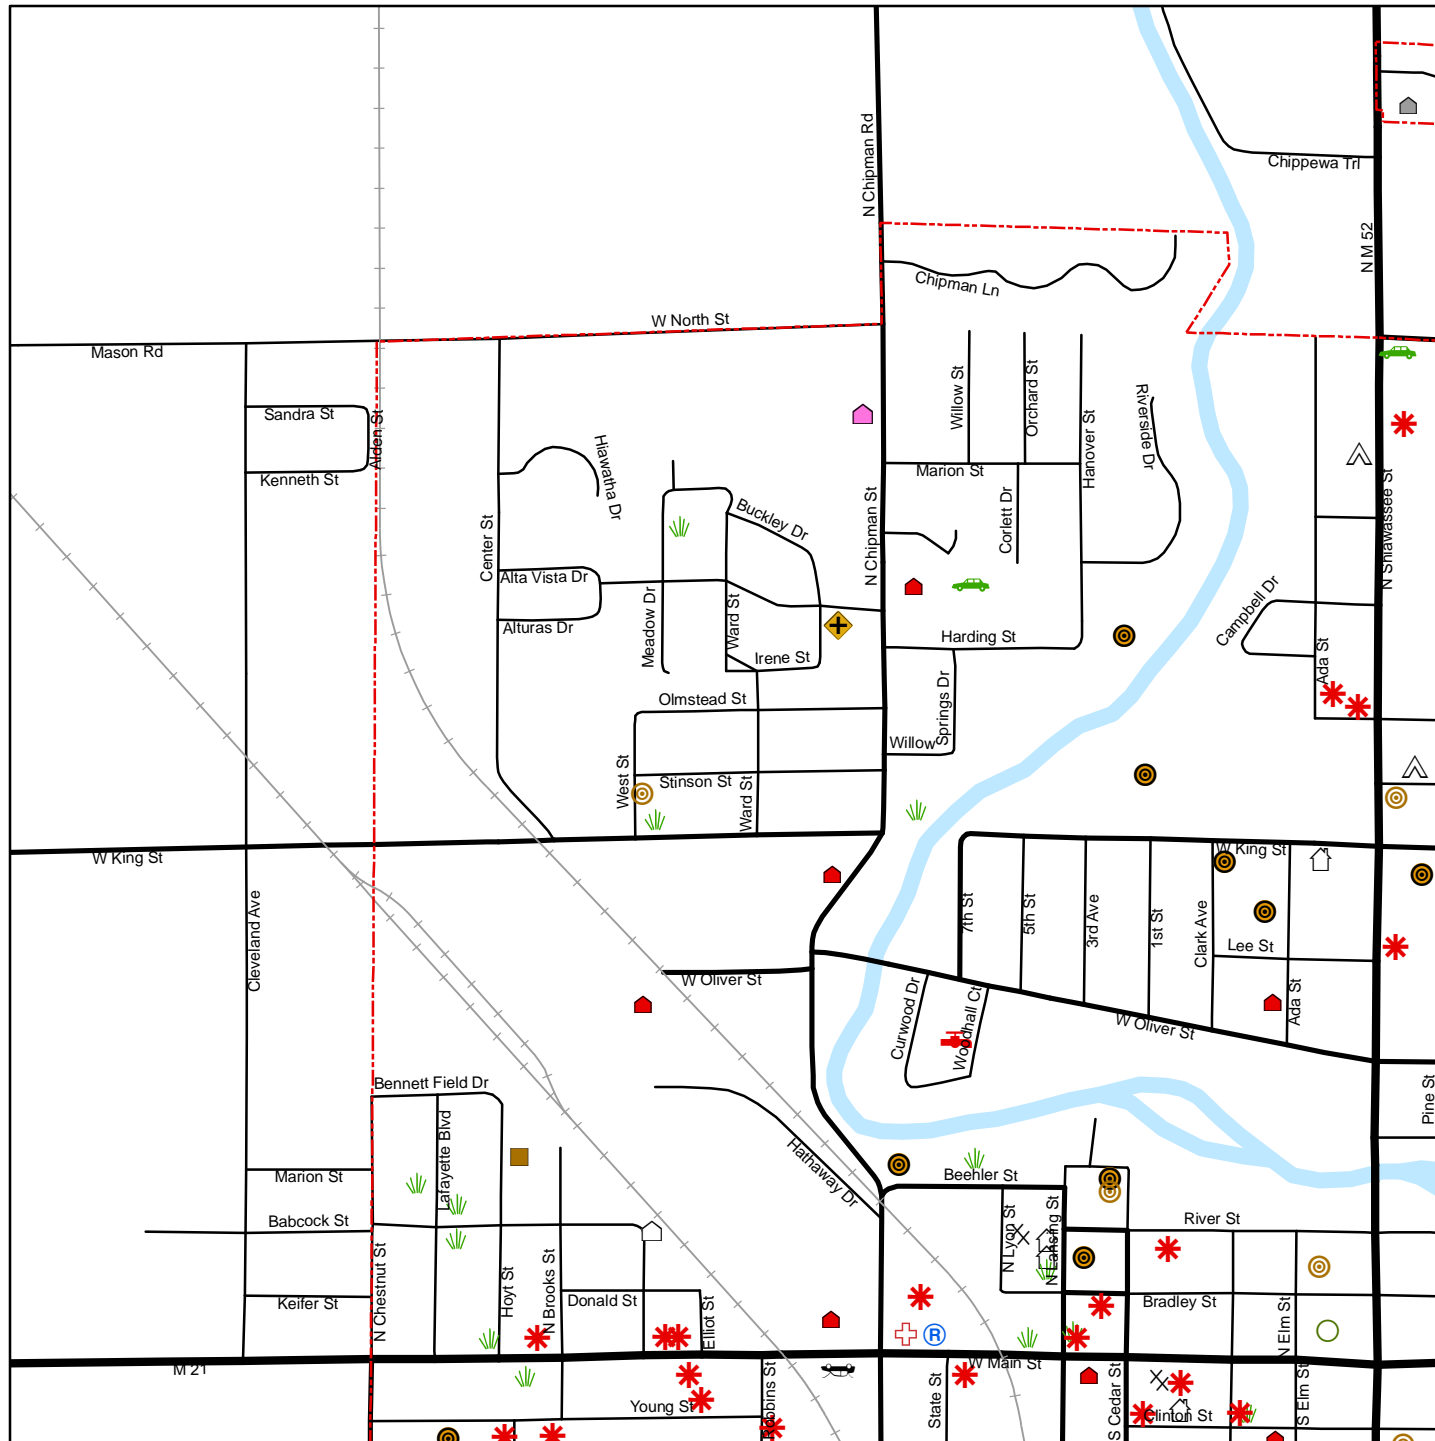 N Chipman Rd
Chippewa Trl
N M 52
Chipman Ln
W North St
Mason Rd
Willow St
Orchard St
Hanover St
Riverside Dr
Sandra St
Alden St
Kenneth St
Hiawatha Dr
Marion St
Buckley Dr
N Chipman St
Corlett Dr
N Shiawassee St
Center St
Alta Vista Dr
Alturas Dr
Meadow Dr
Ward St
Irene St
Harding St
Campbell Dr
Ada St
Olmstead St
Willow
Springs Dr
West St
Stinson St
Ward St
W King St
W King St
Cleveland Ave
7th St
5th St
3rd Ave
1st St
Clark Ave
Lee St
Ada St
W Oliver St
Curwood Dr
Woodhall Ct
W Oliver St
Pine St
Bennett Field Dr
Lafayette Blvd
Hathaway Dr
Beehler St
Marion St
Babcock St
N Lyon St
N Lansing St
River St
N Chestnut St
Hoyt St
N Brooks St
Keifer St
Donald St
Elliot St
Bradley St
N Elm St
M 21
W Main St
Robbins St
State St
S Cedar St
S Elm St
Young St
Clinton St